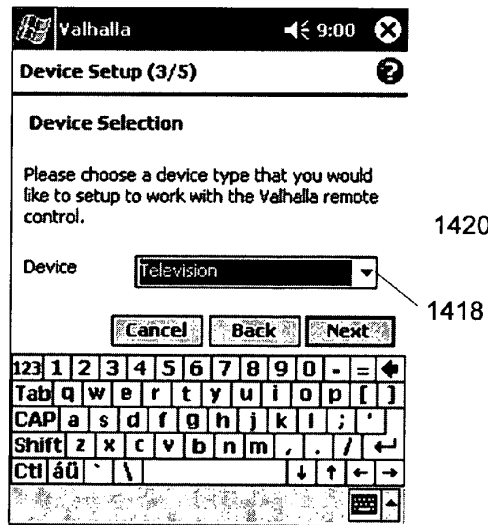 Valhalla 9:00
Device Setup (3/5) ?
Device Selection
Please choose a device type that you would
like to setup to work with the Valhalla remote
control.
1420
Device Television
1418
Cancel Back Next
123 1 2 3 4 5 6 7 8 9 0 - =
Tab q w e r t y u i o p [ ]
CAP a s d f g h j k l ; '
Shift z x c v b n m , . /
Ctl áü ` \